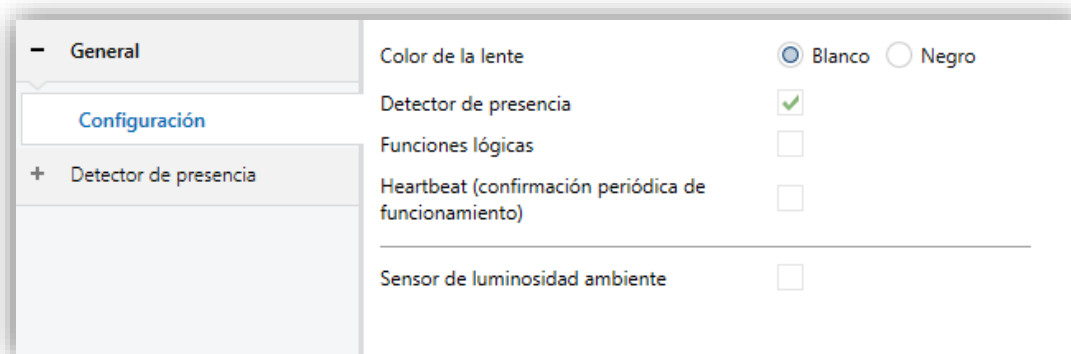 General
Configuración
Detector de presencia
Color de la lente Blanco Negro
Detector de presencia
Funciones lógicas
Heartbeat (confirmación periódica de
funcionamiento)
Sensor de luminosidad ambiente